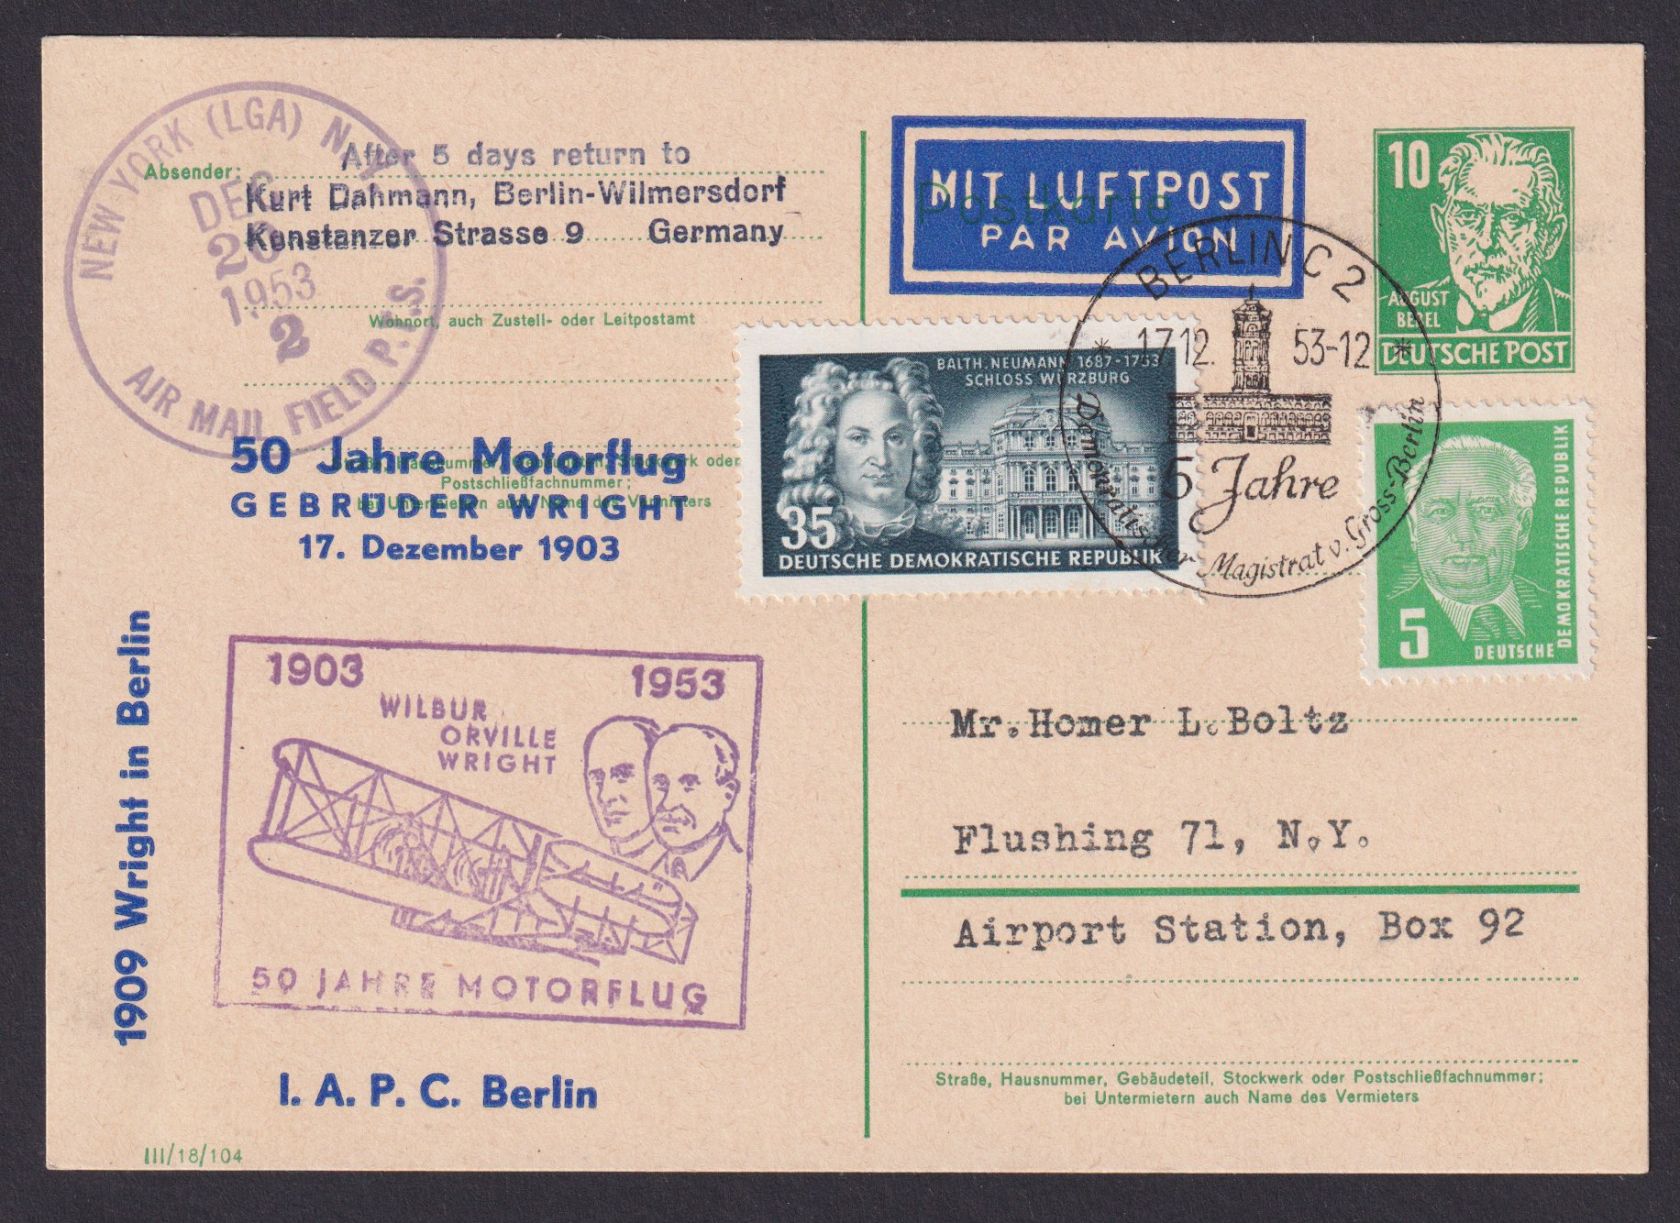 NEW YORK (LGA) N.Y.
DEC
1953
2
AIR MAIL FIELD P.T.S.
Absender:
After 5 days return to
Kurt Dahmann, Berlin-Wilmersdorf
Konstanzer Strasse 9 Germany
Wohnort, auch Zustell- oder Leitpostamt
Postschließfachnummer;
50 Jahre Motorflug
GEBRÜDER WRIGHT
17. Dezember 1903
1909 Wright in Berlin
1903 1953
WILBUR
ORVILLE
WRIGHT
50 JAHRE MOTORFLUG
I. A. P. C. Berlin
III/18/104
Postkarte
MIT LUFTPOST
PAR AVION
10
AUGUST
BEBEL
DEUTSCHE POST
BERLIN C 2
* 17.12. 53-12 *
5 Jahre
Demokratischer Magistrat v. Gross-Berlin
BALTH. NEUMANN 1687-1753
SCHLOSS WÜRZBURG
35
DEUTSCHE DEMOKRATISCHE REPUBLIK
5
DEUTSCHE
DEMOKRATISCHE REPUBLIK
Mr.Homer L.Boltz
Flushing 71, N.Y.
Airport Station, Box 92
Straße, Hausnummer, Gebäudeteil, Stockwerk oder Postschließfachnummer;
bei Untermietern auch Name des Vermieters